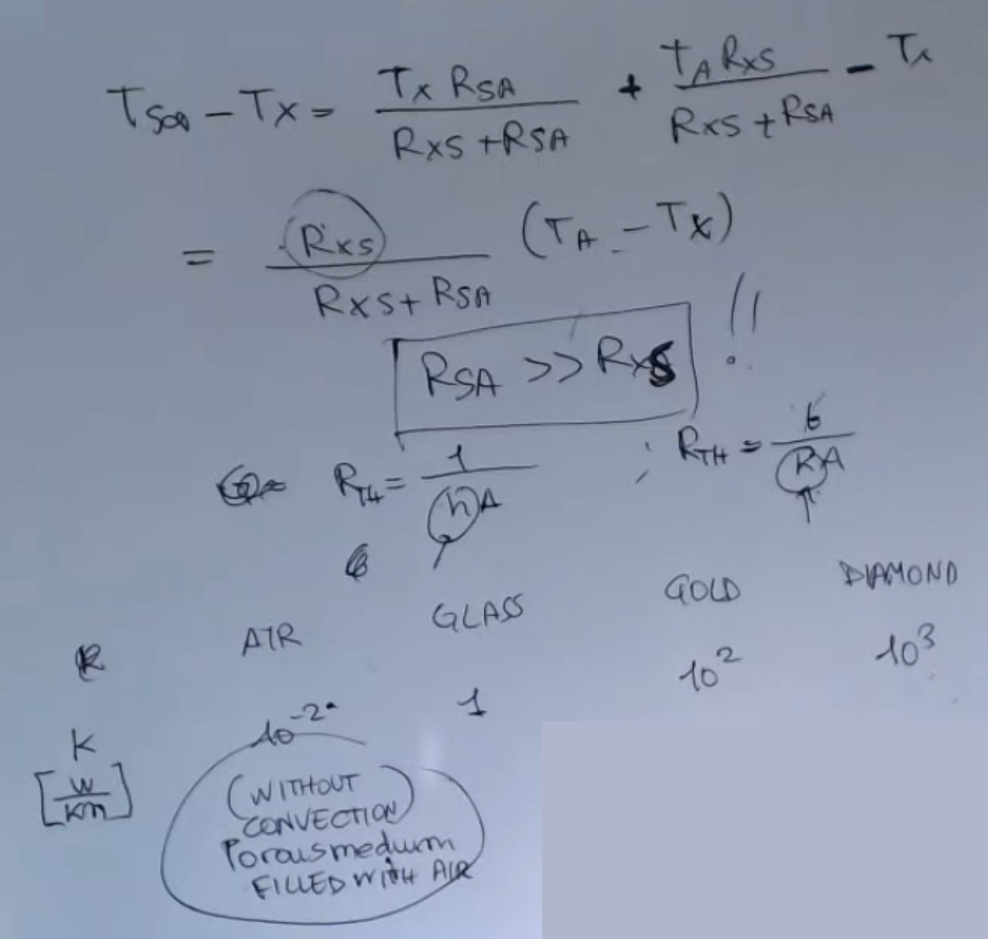 T_{S∞} - T_X = \frac{T_X R_{SA}}{R_{XS} + R_{SA}} + \frac{T_A R_{XS}}{R_{XS} + R_{SA}} - T_X
= \frac{R_{XS}}{R_{XS} + R_{SA}} (T_A - T_X)
R_{SA} >> R_{XS} !!
R_{TH} = \frac{1}{hA} ; R_{TH} = \frac{t}{kA}
AIR GLASS GOLD DIAMOND
K [\frac{W}{Km}] 10^{-2} 1 10^2 10^3
(WITHOUT
CONVECTION)
Porous medium
FILLED WITH AIR